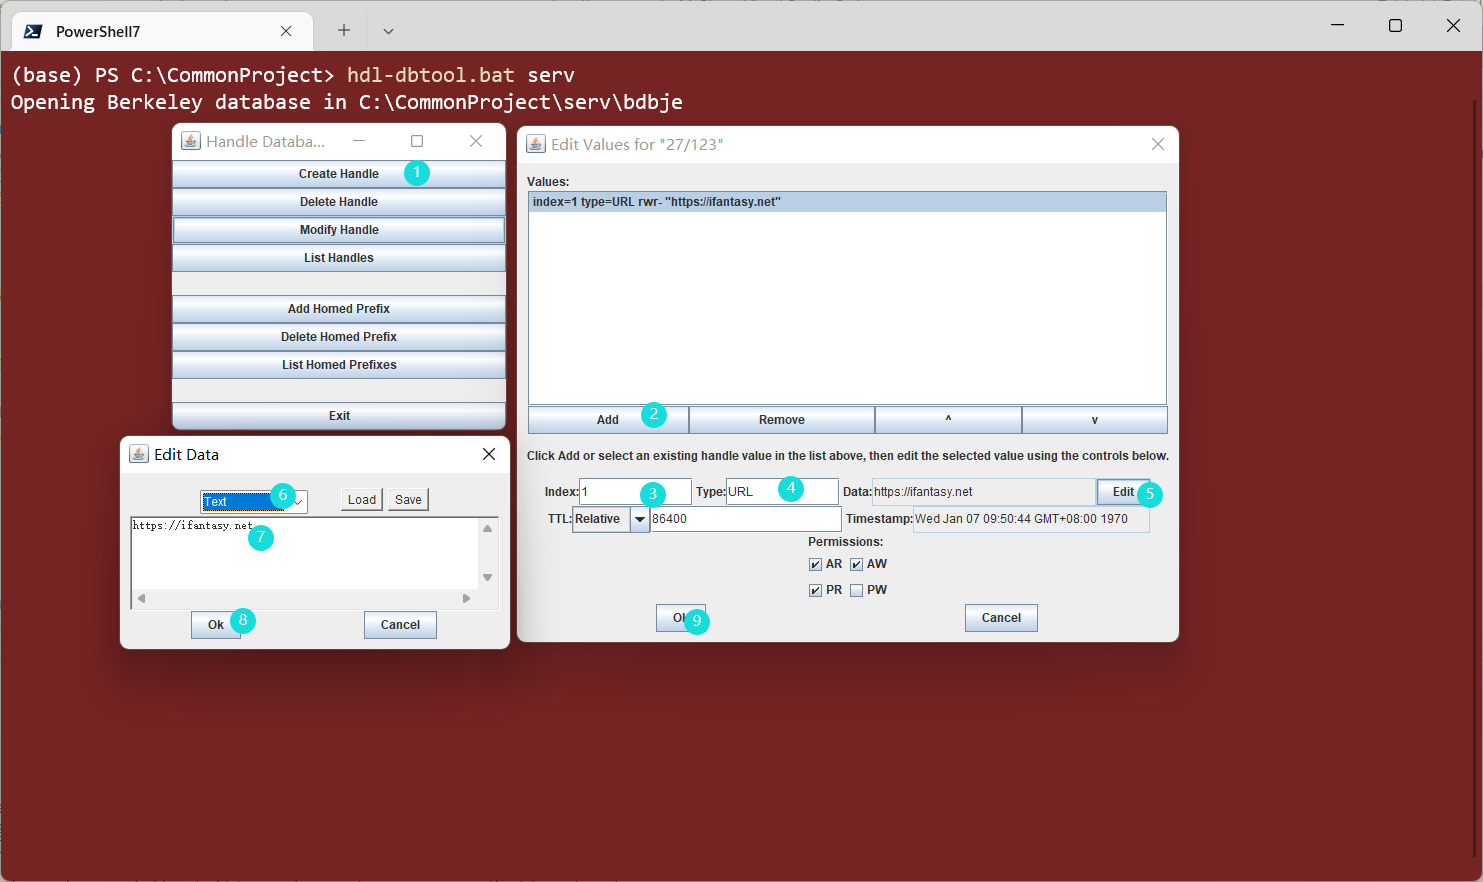 PowerShell7
(base) PS C:\CommonProject> hdl-dbtool.bat serv
Opening Berkeley database in C:\CommonProject\serv\bdbje
Handle Databa...
Create Handle 1
Delete Handle
Modify Handle
List Handles
Add Homed Prefix
Delete Homed Prefix
List Homed Prefixes
Exit
Edit Values for "27/123"
Values:
index=1 type=URL rwr- "https://ifantasy.net"
Add 2 Remove ^ v
Click Add or select an existing handle value in the list above, then edit the selected value using the controls below.
Index: 1 3 Type: URL 4 Data: https://ifantasy.net Edit 5
TTL: Relative 86400 Timestamp: Wed Jan 07 09:50:44 GMT+08:00 1970
Permissions:
AR AW
PR PW
9 Cancel
Edit Data
Text 6 Load Save
https://ifantasy.net
7
Ok 8 Cancel